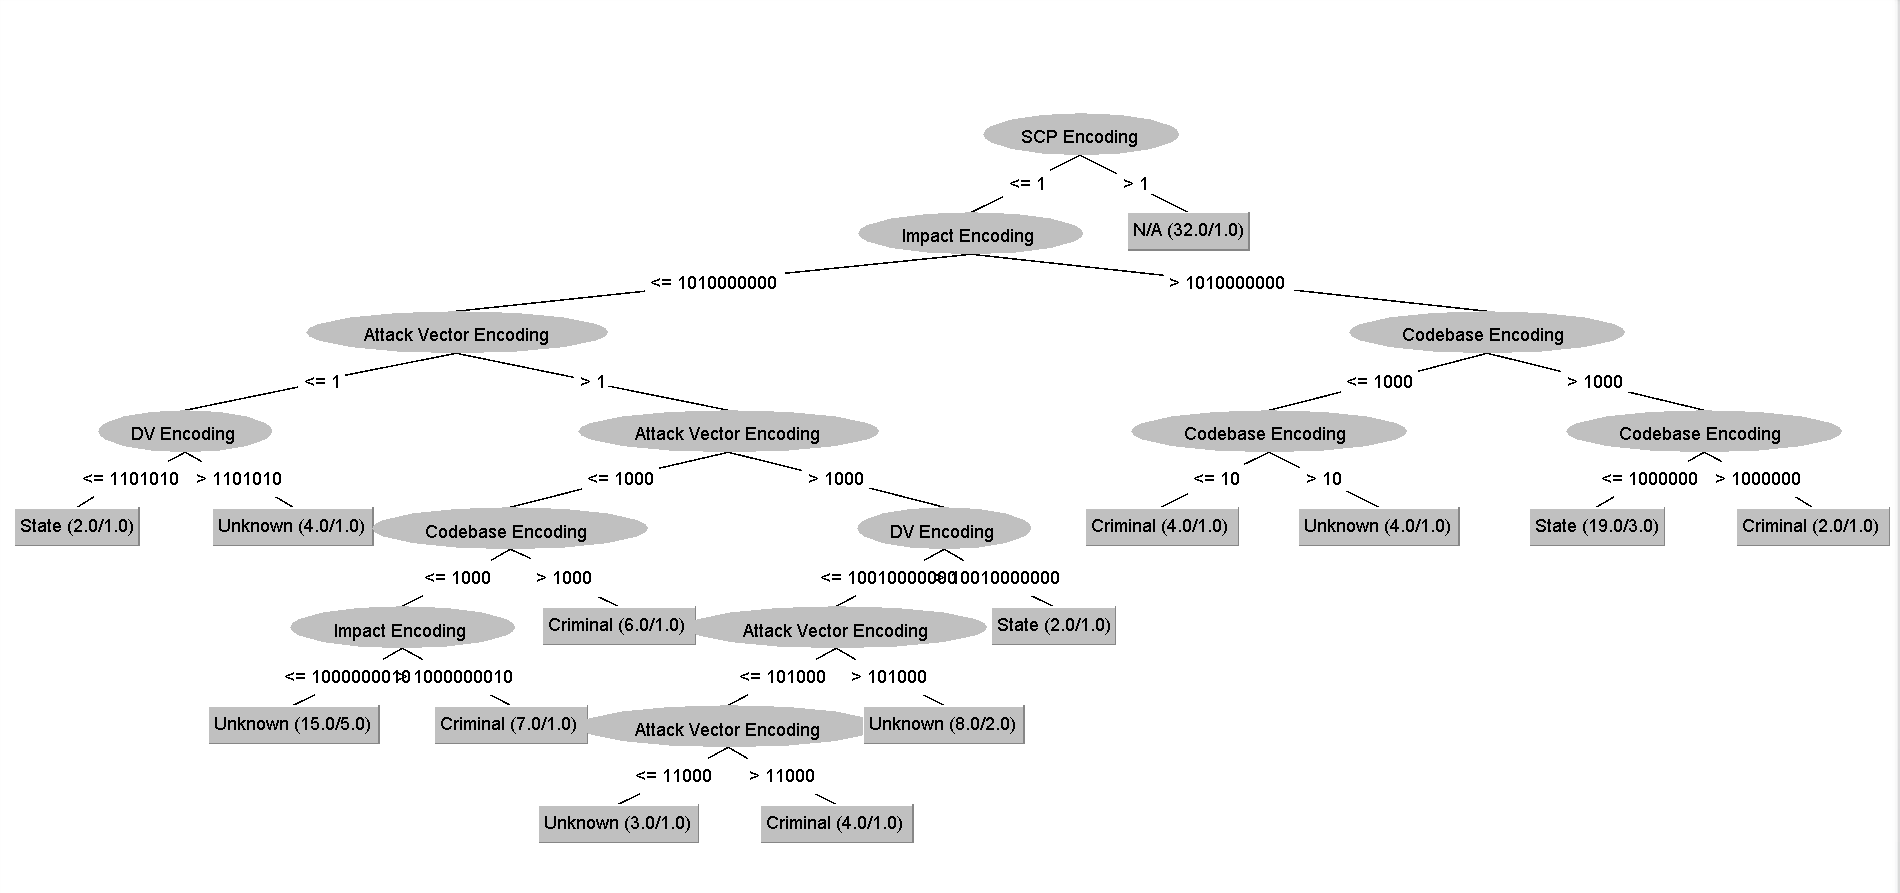 SCP Encoding
<= 1
> 1
Impact Encoding
N/A (32.0/1.0)
<= 1010000000
> 1010000000
Attack Vector Encoding
Codebase Encoding
<= 1
> 1
<= 1000
> 1000
DV Encoding
Attack Vector Encoding
Codebase Encoding
Codebase Encoding
<= 1101010
> 1101010
<= 1000
> 1000
<= 10
> 10
<= 1000000
> 1000000
State (2.0/1.0)
Unknown (4.0/1.0)
Codebase Encoding
DV Encoding
Criminal (4.0/1.0)
Unknown (4.0/1.0)
State (19.0/3.0)
Criminal (2.0/1.0)
<= 1000
> 1000
<= 10010000000
> 10010000000
Impact Encoding
Criminal (6.0/1.0)
Attack Vector Encoding
State (2.0/1.0)
<= 1000000010
> 1000000010
<= 101000
> 101000
Unknown (15.0/5.0)
Criminal (7.0/1.0)
Attack Vector Encoding
Unknown (8.0/2.0)
<= 11000
> 11000
Unknown (3.0/1.0)
Criminal (4.0/1.0)